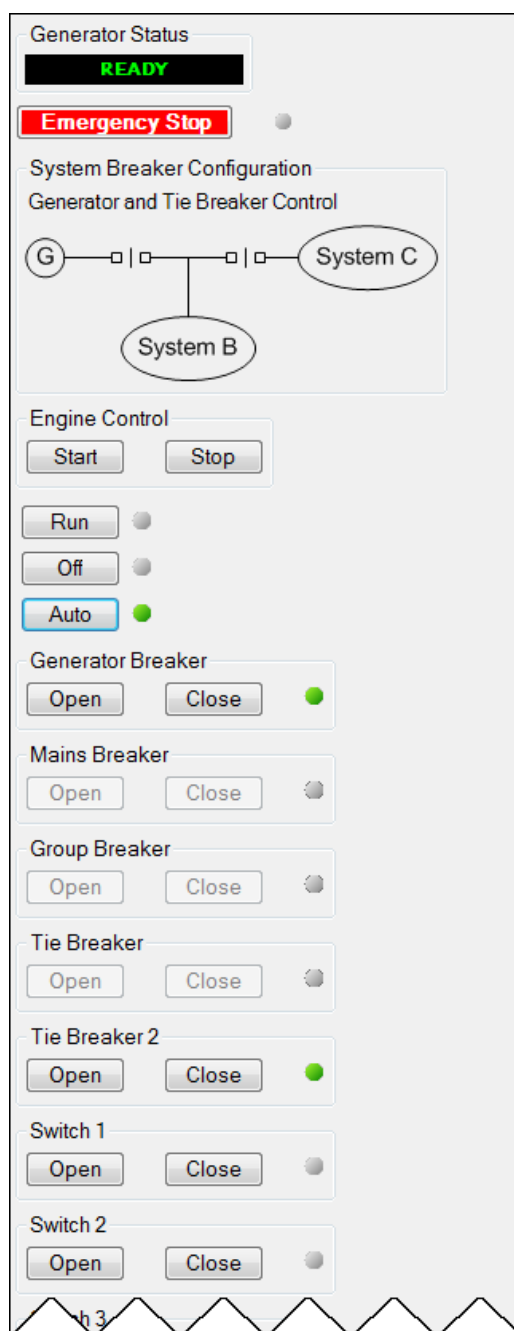 Generator Status
READY
Emergency Stop
System Breaker Configuration
Generator and Tie Breaker Control
G System C
System B
Engine Control
Start Stop
Run
Off
Auto
Generator Breaker
Open Close
Mains Breaker
Open Close
Group Breaker
Open Close
Tie Breaker
Open Close
Tie Breaker 2
Open Close
Switch 1
Open Close
Switch 2
Open Close